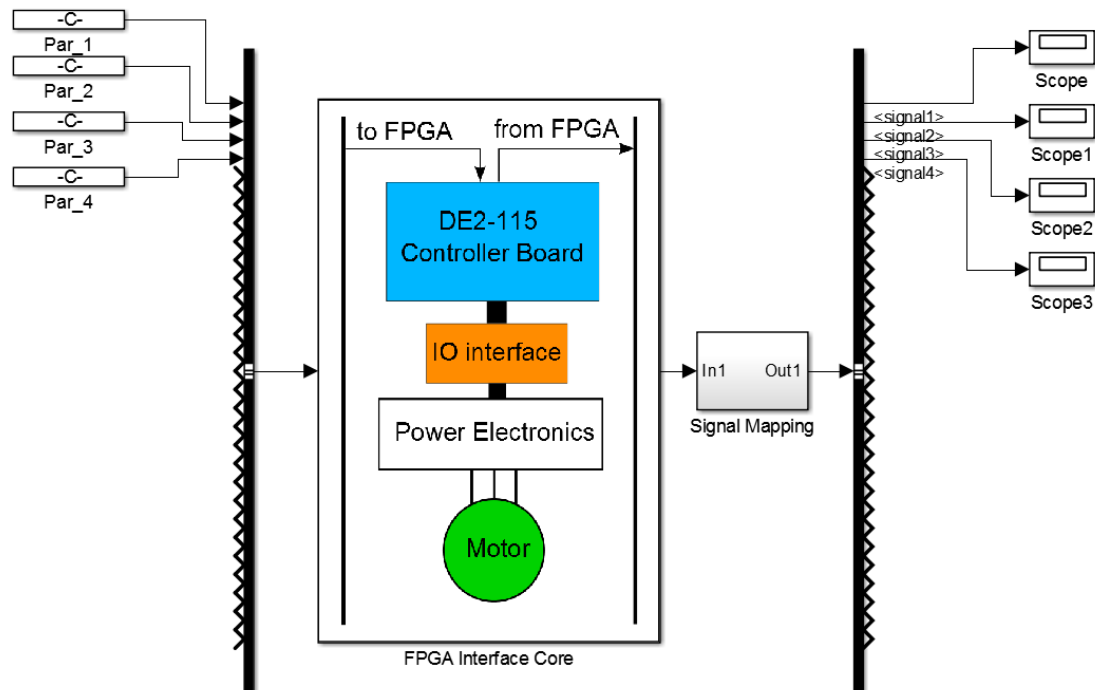 -C-
Par_1
-C-
Par_2
-C-
Par_3
-C-
Par_4
to FPGA
from FPGA
DE2-115
Controller Board
IO interface
Power Electronics
Motor
FPGA Interface Core
In1
Out1
Signal Mapping
<signal1>
<signal2>
<signal3>
<signal4>
Scope
Scope1
Scope2
Scope3